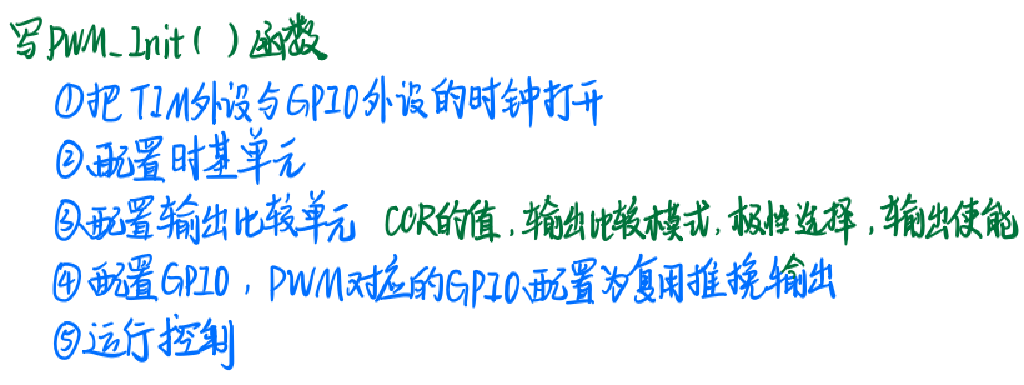 写PWM_Init()函数
①把TIM外设与GPIO外设的时钟打开
②配置时基单元
③配置输出比较单元 CCR的值,输出比较模式,极性选择,输出使能
④配置GPIO,PWM对应的GPIO配置为复用推挽输出
⑤运行控制